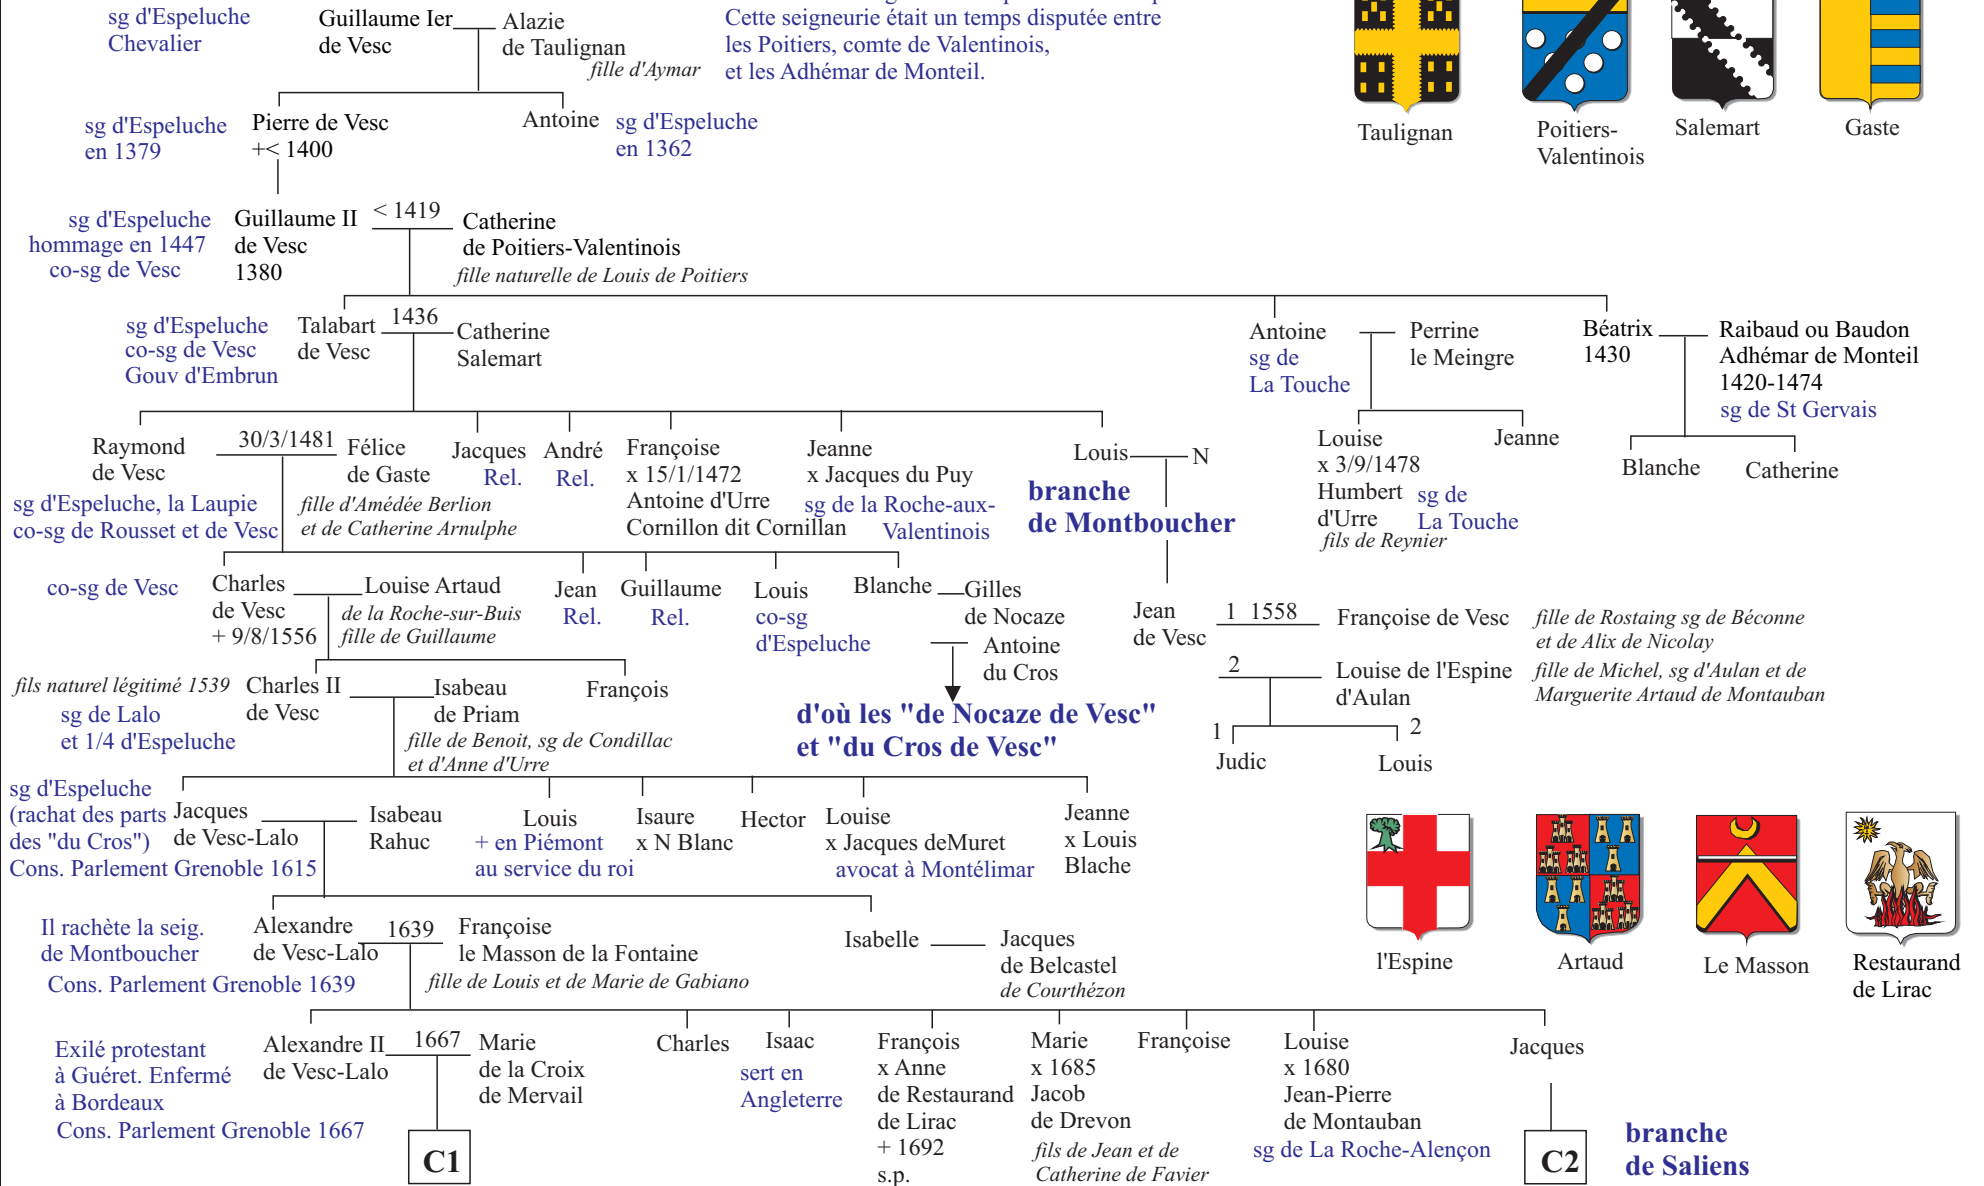 sg d'Espeluche
Chevalier
Guillaume Ier
de Vesc
Alazie
de Taulignan
fille d'Aymar
Cette seigneurie était un temps disputée entre
les Poitiers, comte de Valentinois,
et les Adhémar de Monteil.
Taulignan
Poitiers-
Valentinois
Salemart
Gaste
sg d'Espeluche
en 1379
Pierre de Vesc
+< 1400
Antoine
sg d'Espeluche
en 1362
sg d'Espeluche
hommage en 1447
co-sg de Vesc
Guillaume II
de Vesc
1380
< 1419
Catherine
de Poitiers-Valentinois
fille naturelle de Louis de Poitiers
sg d'Espeluche
co-sg de Vesc
Gouv d'Embrun
Talabart
de Vesc
1436
Catherine
Salemart
Antoine
sg de
La Touche
Perrine
le Meingre
Béatrix
1430
Raibaud ou Baudon
Adhémar de Monteil
1420-1474
sg de St Gervais
Raymond
de Vesc
sg d'Espeluche, la Laupie
co-sg de Rousset et de Vesc
30/3/1481
Félice
de Gaste
fille d'Amédée Berlion
et de Catherine Arnulphe
Jacques
Rel.
André
Rel.
Françoise
x 15/1/1472
Antoine d'Urre
Cornillon dit Cornillan
Jeanne
x Jacques du Puy
sg de la Roche-aux-
Valentinois
Louis
N
branche
de Montboucher
Louise
x 3/9/1478
Humbert
d'Urre
fils de Reynier
sg de
La Touche
Jeanne
Blanche
Catherine
co-sg de Vesc
Charles
de Vesc
+ 9/8/1556
Louise Artaud
de la Roche-sur-Buis
fille de Guillaume
Jean
Rel.
Guillaume
Rel.
Louis
co-sg
d'Espeluche
Blanche
Gilles
de Nocaze
Antoine
du Cros
d'où les "de Nocaze de Vesc"
et "du Cros de Vesc"
Jean
de Vesc
1 1558
Françoise de Vesc
fille de Rostaing sg de Béconne
et de Alix de Nicolay
2
Louise de l'Espine
d'Aulan
fille de Michel, sg d'Aulan et de
Marguerite Artaud de Montauban
1
Judic
2
Louis
fils naturel légitimé 1539
sg de Lalo
et 1/4 d'Espeluche
Charles II
de Vesc
Isabeau
de Priam
fille de Benoit, sg de Condillac
et d'Anne d'Urre
François
sg d'Espeluche
(rachat des parts
des "du Cros")
Cons. Parlement Grenoble 1615
Jacques
de Vesc-Lalo
Isabeau
Rahuc
Louis
+ en Piémont
au service du roi
Isaure
x N Blanc
Hector
Louise
x Jacques deMuret
avocat à Montélimar
Jeanne
x Louis
Blache
l'Espine
Artaud
Le Masson
Restaurand
de Lirac
Il rachète la seig.
de Montboucher
Cons. Parlement Grenoble 1639
Alexandre
de Vesc-Lalo
1639
Françoise
le Masson de la Fontaine
fille de Louis et de Marie de Gabiano
Isabelle
Jacques
de Belcastel
de Courthézon
Exilé protestant
à Guéret. Enfermé
à Bordeaux
Cons. Parlement Grenoble 1667
Alexandre II
de Vesc-Lalo
1667
Marie
de la Croix
de Mervail
C1
Charles
Isaac
sert en
Angleterre
François
x Anne
de Restaurand
de Lirac
+ 1692
s.p.
Marie
x 1685
Jacob
de Drevon
fils de Jean et de
Catherine de Favier
Françoise
Louise
x 1680
Jean-Pierre
de Montauban
sg de La Roche-Alençon
Jacques
C2
branche
de Saliens